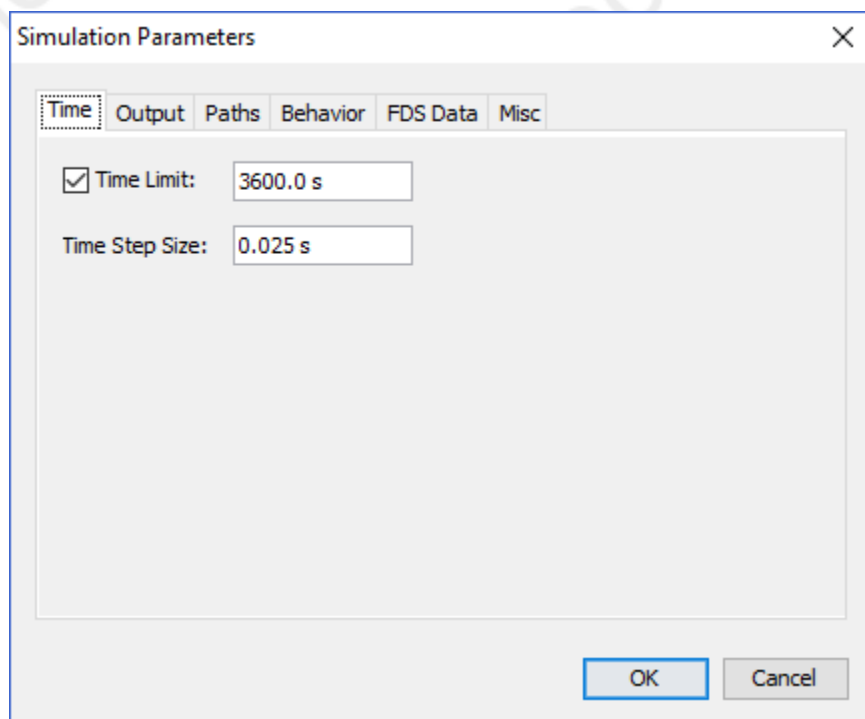 Simulation Parameters
Time Output Paths Behavior FDS Data Misc
Time Limit: 3600.0 s
Time Step Size: 0.025 s
OK Cancel